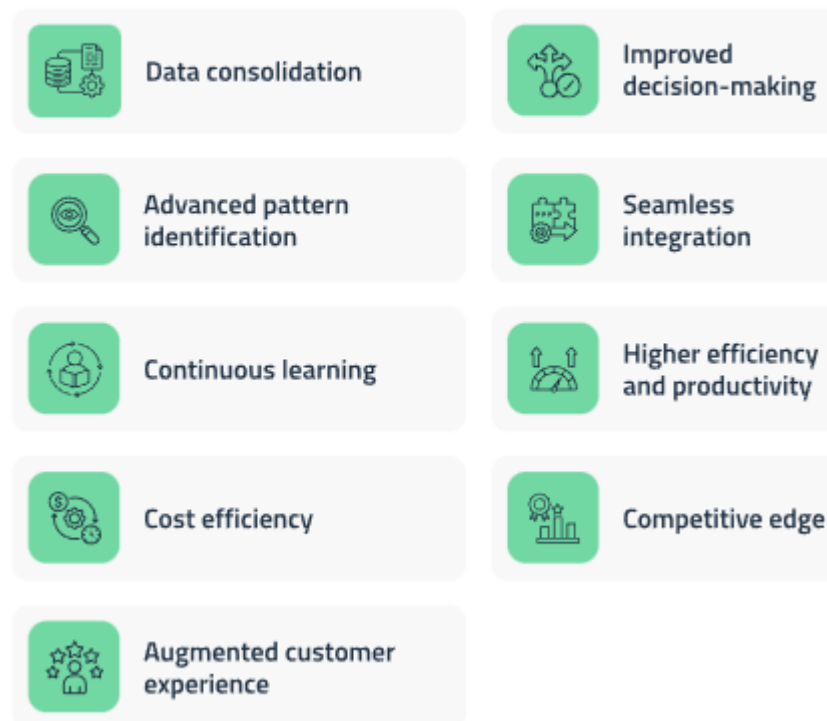 Data consolidation
Improved
decision-making
Advanced pattern
identification
Seamless
integration
Continuous learning
Higher efficiency
and productivity
Cost efficiency
Competitive edge
Augmented customer
experience